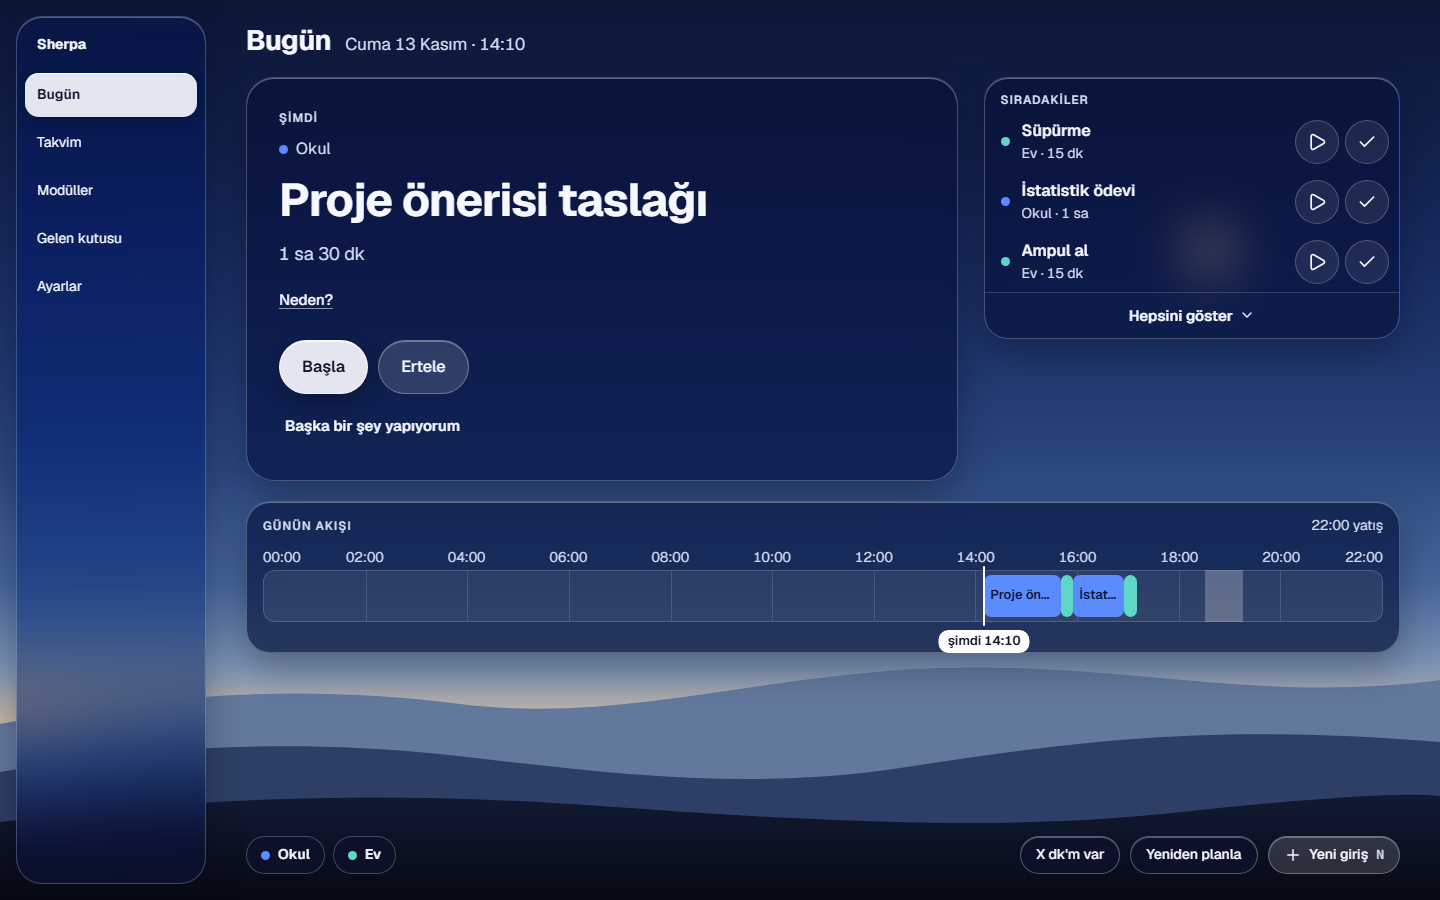 Sherpa
Bugün
Takvim
Modüller
Gelen kutusu
Ayarlar
Bugün Cuma 13 Kasım · 14:10
ŞİMDİ
Okul
Proje önerisi taslağı
1 sa 30 dk
Neden?
Başla Ertele
Başka bir şey yapıyorum
SIRADAKİLER
Süpürme
Ev · 15 dk
İstatistik ödevi
Okul · 1 sa
Ampul al
Ev · 15 dk
Hepsini göster
GÜNÜN AKIŞI 22:00 yatış
00:00 02:00 04:00 06:00 08:00 10:00 12:00 14:00 16:00 18:00 20:00 22:00
Proje ön... İstat...
şimdi 14:10
Okul Ev X dk'm var Yeniden planla Yeni giriş N